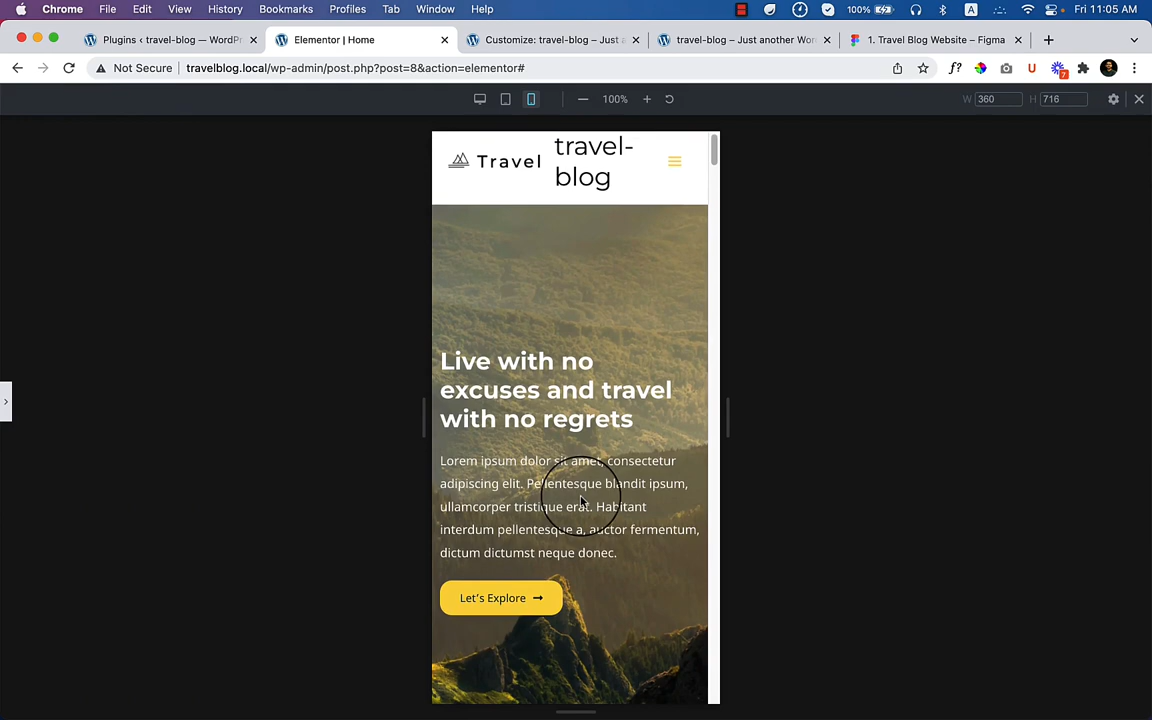 Chrome File Edit View History Bookmarks Profiles Tab Window Help 100% A Fri 11:05 AM
Plugins ‹ travel-blog — WordPr
Elementor | Home
Customize: travel-blog – Just a
travel-blog – Just another Wor
1. Travel Blog Website – Figma
Not Secure travelblog.local/wp-admin/post.php?post=8&action=elementor# f? U 7
100% W 360 H 716
Travel
travel-
blog
Live with no
excuses and travel
with no regrets
Lorem ipsum dolor sit amet, consectetur
adipiscing elit. Pellentesque blandit ipsum,
ullamcorper tristique erat. Habitant
interdum pellentesque a, auctor fermentum,
dictum dictumst neque donec.
Let's Explore →